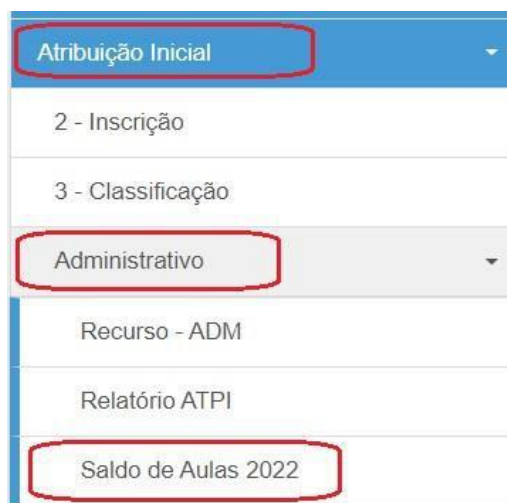 Atribuição Inicial
2 - Inscrição
3 - Classificação
Administrativo
Recurso - ADM
Relatório ATPI
Saldo de Aulas 2022